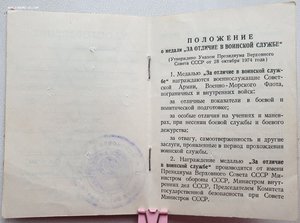 ПОЛОЖЕНИЕ
о медали „ЗА ОТЛИЧИЕ В ВОИНСКОЙ СЛУЖБЕ"
(Утверждено Указом Президиума Верховного
Совета СССР от 28 октября 1974 года)
1. Медалью „За отличие в воинской служ-
бе" награждаются военнослужащие Совет-
ской Армии, Военно-Морского Флота,
пограничных и внутренних войск:
за отличные показатели в боевой и
политической подготовке;
за особые отличия на учениях и манев-
рах, при несении боевой службы и боевого
дежурства;
за отвагу, самоотверженность и другие
заслуги, проявленные в период прохождения
воинской службы.
2. Награждение медалью „За отличие
в воинской службе" производится от имени
Президиума Верховного Совета СССР Ми-
нистром обороны СССР, Министром внут-
ренних дел СССР, Председателем Комитета
государственной безопасности при Совете
Министров СССР.